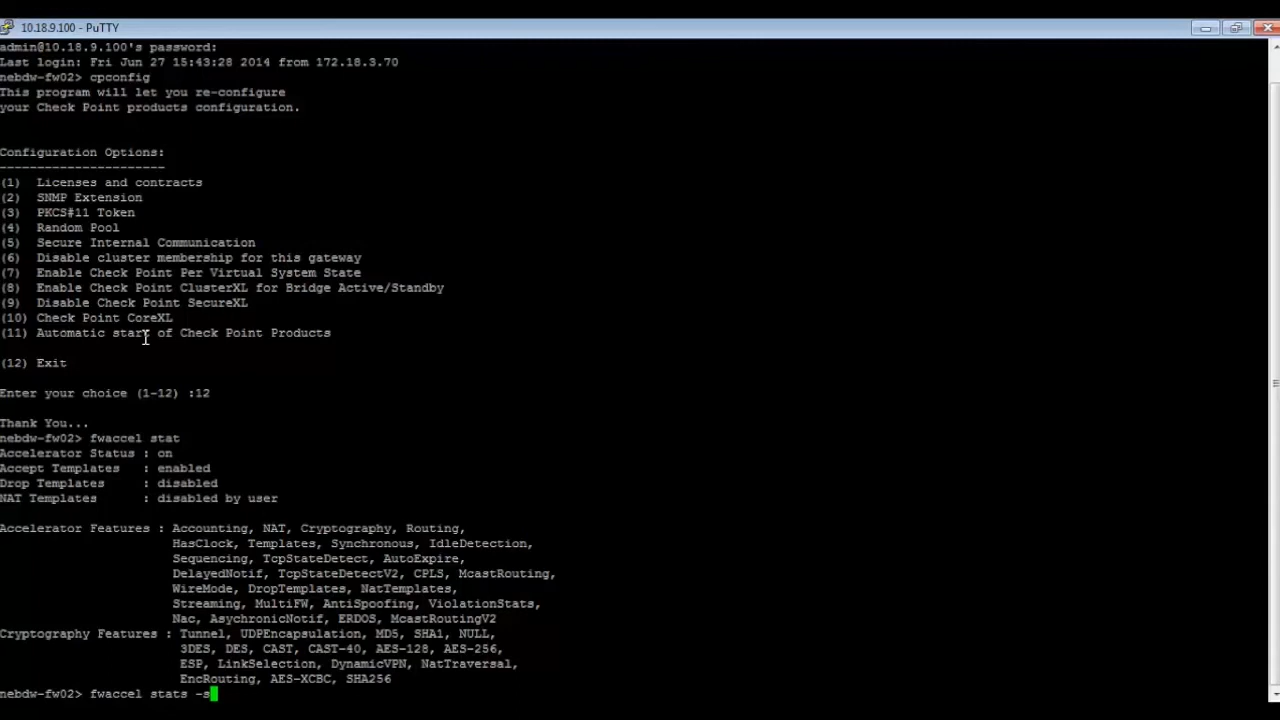 10.18.9.100 - PuTTY
admin@10.18.9.100's password:
Last login: Fri Jun 27 15:43:28 2014 from 172.18.3.70
nebdw-fw02> cpconfig
This program will let you re-configure
your Check Point products configuration.
Configuration Options:
----------------------
(1) Licenses and contracts
(2) SNMP Extension
(3) PKCS#11 Token
(4) Random Pool
(5) Secure Internal Communication
(6) Disable cluster membership for this gateway
(7) Enable Check Point Per Virtual System State
(8) Enable Check Point ClusterXL for Bridge Active/Standby
(9) Disable Check Point SecureXL
(10) Check Point CoreXL
(11) Automatic start of Check Point Products
(12) Exit
Enter your choice (1-12) :12
Thank You...
nebdw-fw02> fwaccel stat
Accelerator Status : on
Accept Templates : enabled
Drop Templates : disabled
NAT Templates : disabled by user
Accelerator Features : Accounting, NAT, Cryptography, Routing,
HasClock, Templates, Synchronous, IdleDetection,
Sequencing, TcpStateDetect, AutoExpire,
DelayedNotif, TcpStateDetectV2, CPLS, McastRouting,
WireMode, DropTemplates, NatTemplates,
Streaming, MultiFW, AntiSpoofing, ViolationStats,
Nac, AsychronicNotif, ERDOS, McastRoutingV2
Cryptography Features : Tunnel, UDPEncapsulation, MD5, SHA1, NULL,
3DES, DES, CAST, CAST-40, AES-128, AES-256,
ESP, LinkSelection, DynamicVPN, NatTraversal,
EncRouting, AES-XCBC, SHA256
nebdw-fw02> fwaccel stats -s